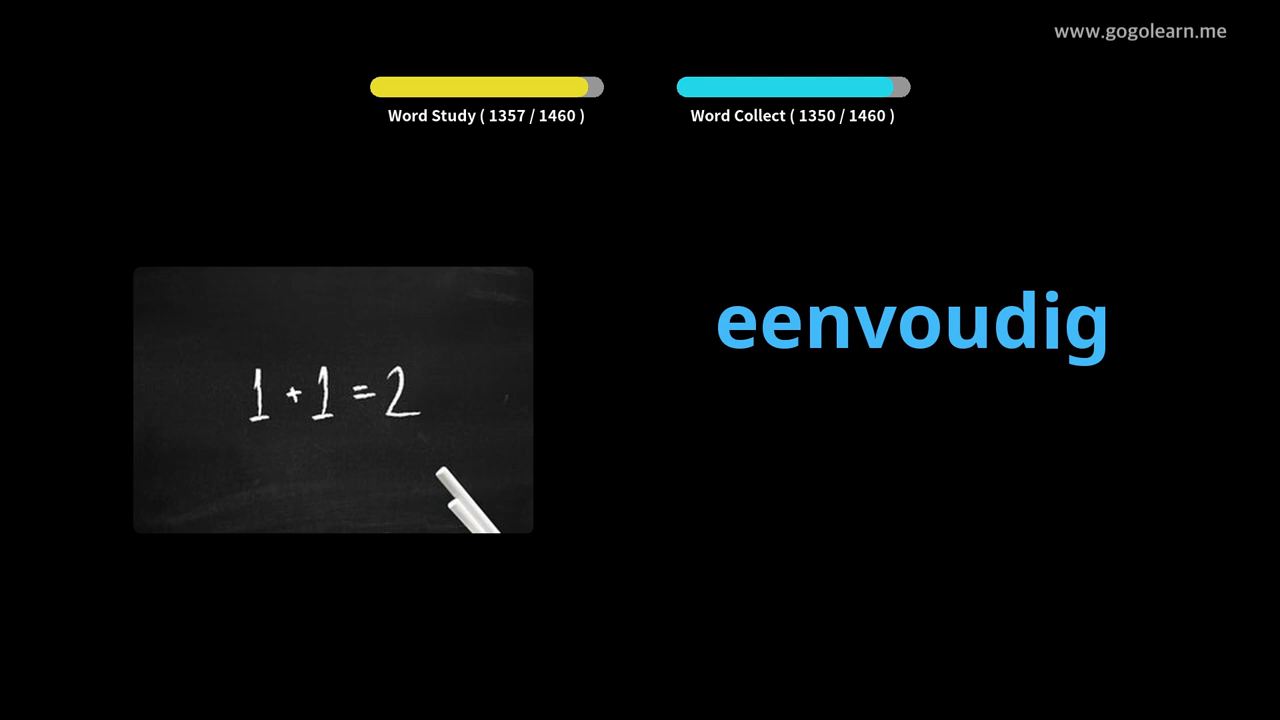 www.gogolearn.me
Word Study ( 1357 / 1460 )
Word Collect ( 1350 / 1460 )
eenvoudig
1 + 1 = 2